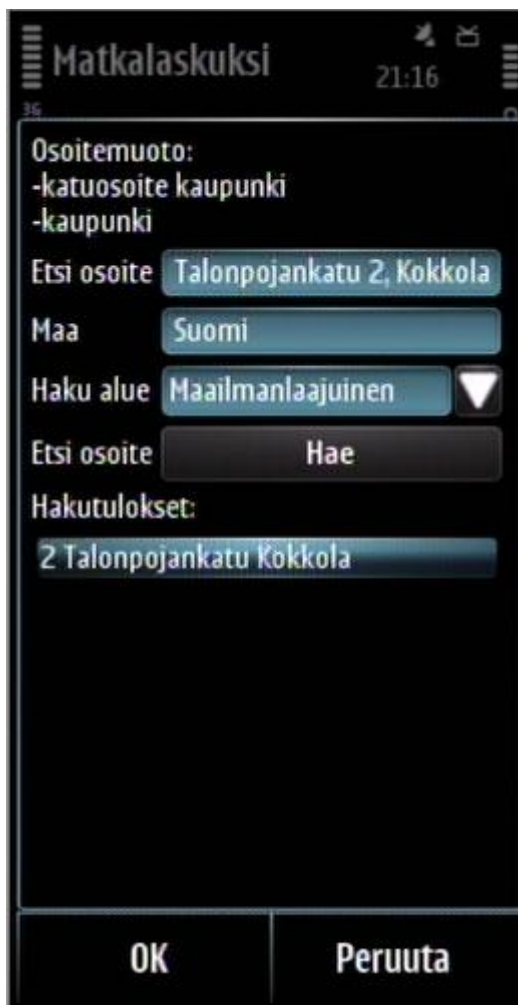 Matkalaskuksi
21:16
3G
Osoitemuoto:
-katuosoite kaupunki
-kaupunki
Etsi osoite Talonpojankatu 2, Kokkola
Maa Suomi
Haku alue Maailmanlaajuinen
Etsi osoite Hae
Hakutulokset:
2 Talonpojankatu Kokkola
OK Peruuta